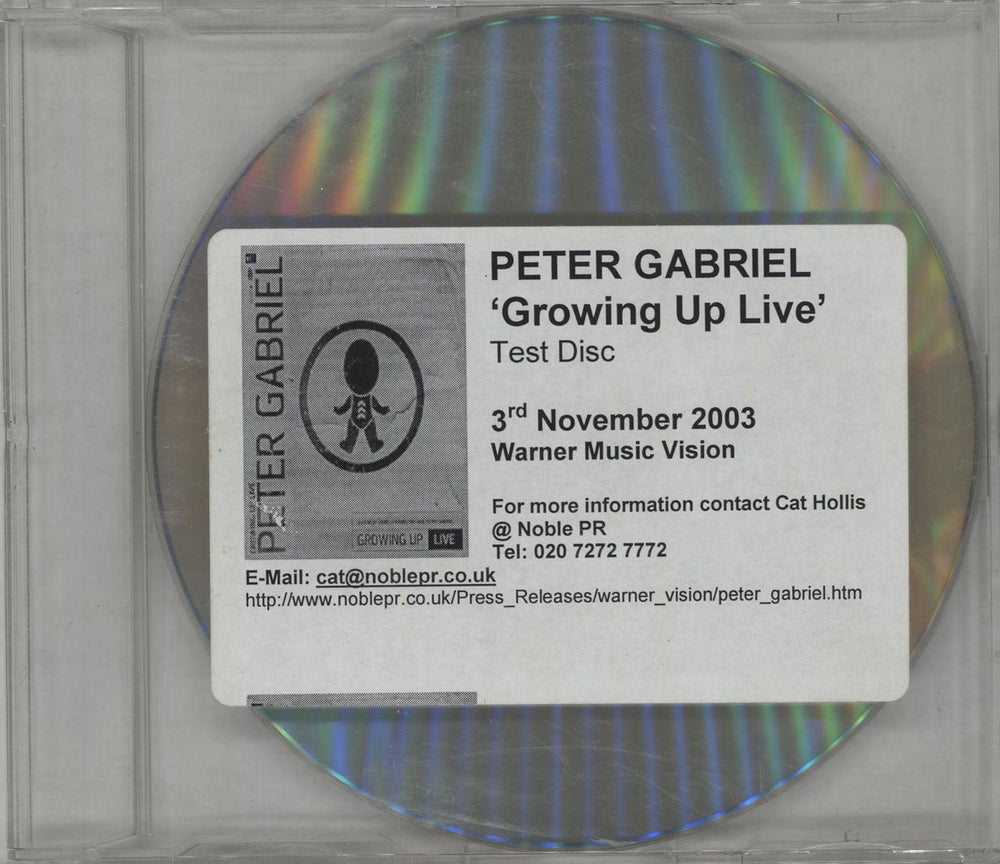 PETER GABRIEL
GROWING UP LIVE
PETER GABRIEL
‘Growing Up Live’
Test Disc
3rd November 2003
Warner Music Vision
For more information contact Cat Hollis
@ Noble PR
Tel: 020 7272 7772
E-Mail: cat@noblepr.co.uk
http://www.noblepr.co.uk/Press_Releases/warner_vision/peter_gabriel.htm